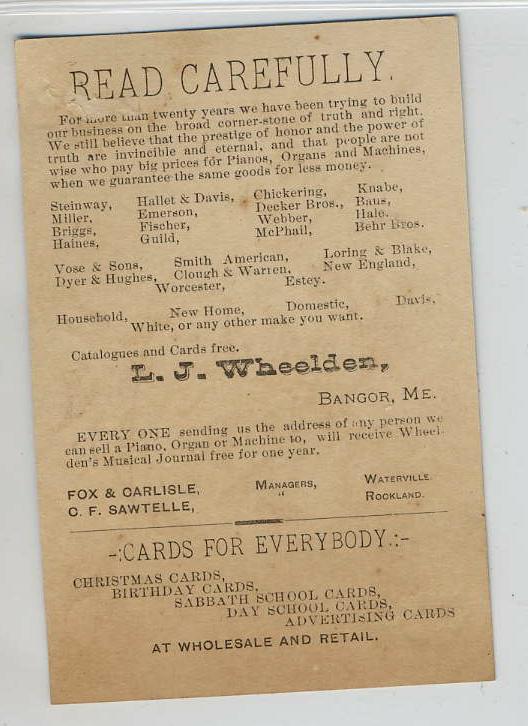 READ CAREFULLY.
For more than twenty years we have been trying to build
our business on the broad corner-stone of truth and right.
We still believe that the prestige of honor and the power of
truth are invincible and eternal, and that people are not
wise who pay big prices for Pianos, Organs and Machines,
when we guarantee the same goods for less money.
Steinway, Hallet & Davis, Chickering, Knabe,
Miller, Emerson, Decker Bros., Baus,
Briggs, Fischer, Webber, Hale.
Haines, Guild, McPhail, Behr Bros.
Vose & Sons, Smith American, Loring & Blake,
Dyer & Hughes, Clough & Warren, New England,
Worcester, Estey.
Household, New Home, Domestic, Davis,
White, or any other make you want.
Catalogues and Cards free.
L. J. Wheelden,
BANGOR, ME.
EVERY ONE sending us the address of any person we
can sell a Piano, Organ or Machine to, will receive Wheel-
den's Musical Journal free for one year.
FOX & CARLISLE, MANAGERS, WATERVILLE.
C. F. SAWTELLE, " ROCKLAND.
-:CARDS FOR EVERYBODY.:-
CHRISTMAS CARDS,
BIRTHDAY CARDS,
SABBATH SCHOOL CARDS,
DAY SCHOOL CARDS,
ADVERTISING CARDS
AT WHOLESALE AND RETAIL.